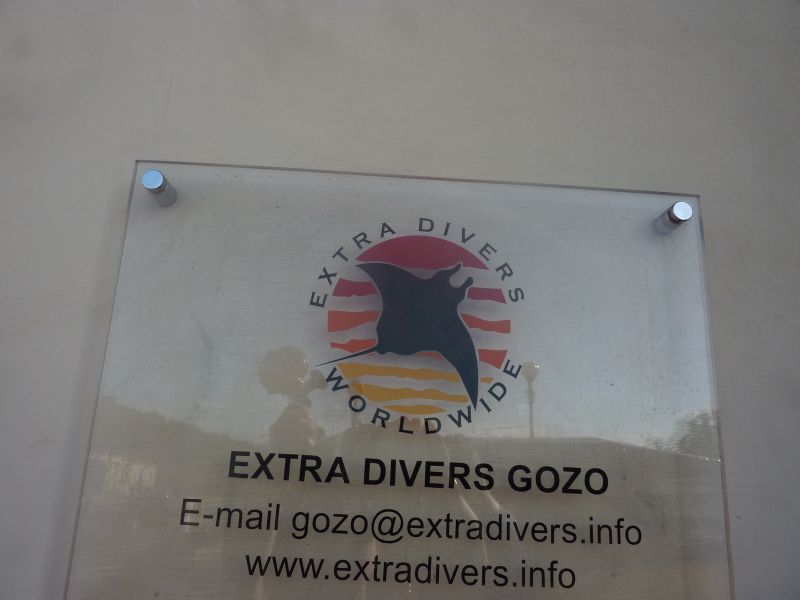 EXTRA DIVERS
WORLDWIDE
EXTRA DIVERS GOZO
E-mail gozo@extradivers.info
www.extradivers.info